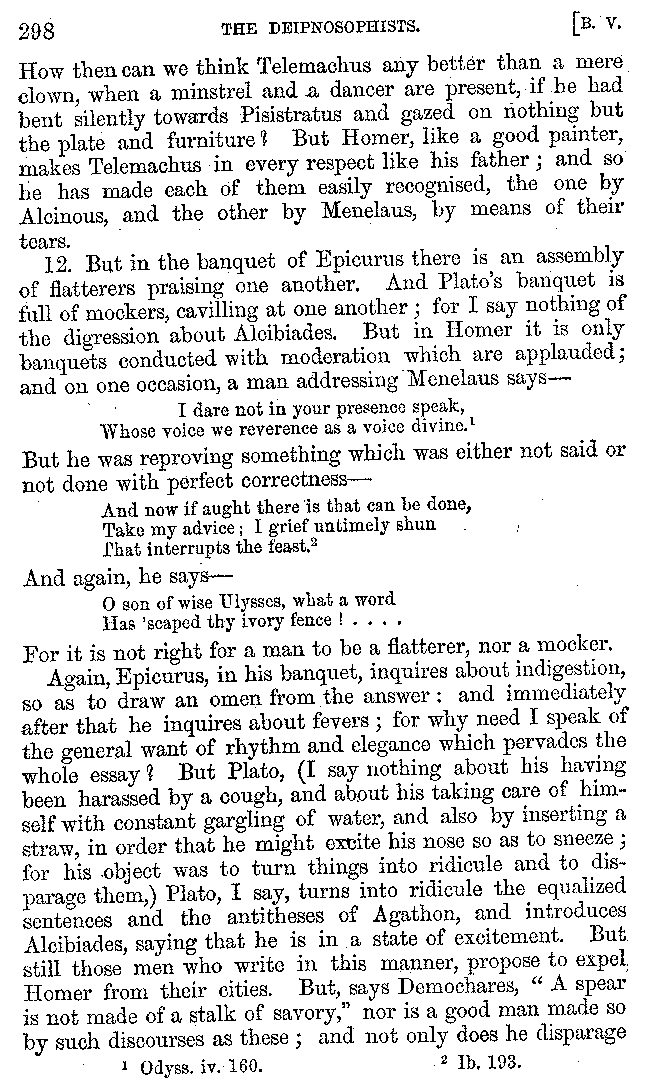 298 THE DEIPNOSOPHISTS. [B. V.
How then can we think Telemachus any better than a mere
clown, when a minstrel and a dancer are present, if he had
bent silently towards Pisistratus and gazed on nothing but
the plate and furniture? But Homer, like a good painter,
makes Telemachus in every respect like his father; and so
he has made each of them easily recognised, the one by
Alcinous, and the other by Menelaus, by means of their
tears.
12. But in the banquet of Epicurus there is an assembly
of flatterers praising one another. And Plato's banquet is
full of mockers, cavilling at one another; for I say nothing of
the digression about Alcibiades. But in Homer it is only
banquets conducted with moderation which are applauded;
and on one occasion, a man addressing Menelaus says—
I dare not in your presence speak,
Whose voice we reverence as a voice divine.¹
But he was reproving something which was either not said or
not done with perfect correctness—
And now if aught there is that can be done,
Take my advice; I grief untimely shun
That interrupts the feast.²
And again, he says—
O son of wise Ulysses, what a word
Has 'scaped thy ivory fence! . . . .
For it is not right for a man to be a flatterer, nor a mocker.
Again, Epicurus, in his banquet, inquires about indigestion,
so as to draw an omen from the answer: and immediately
after that he inquires about fevers; for why need I speak of
the general want of rhythm and elegance which pervades the
whole essay? But Plato, (I say nothing about his having
been harassed by a cough, and about his taking care of him-
self with constant gargling of water, and also by inserting a
straw, in order that he might excite his nose so as to sneeze;
for his object was to turn things into ridicule and to dis-
parage them,) Plato, I say, turns into ridicule the equalized
sentences and the antitheses of Agathon, and introduces
Alcibiades, saying that he is in a state of excitement. But
still those men who write in this manner, propose to expel
Homer from their cities. But, says Demochares, "A spear
is not made of a stalk of savory," nor is a good man made so
by such discourses as these; and not only does he disparage
¹ Odyss. iv. 160. ² Ib. 193.